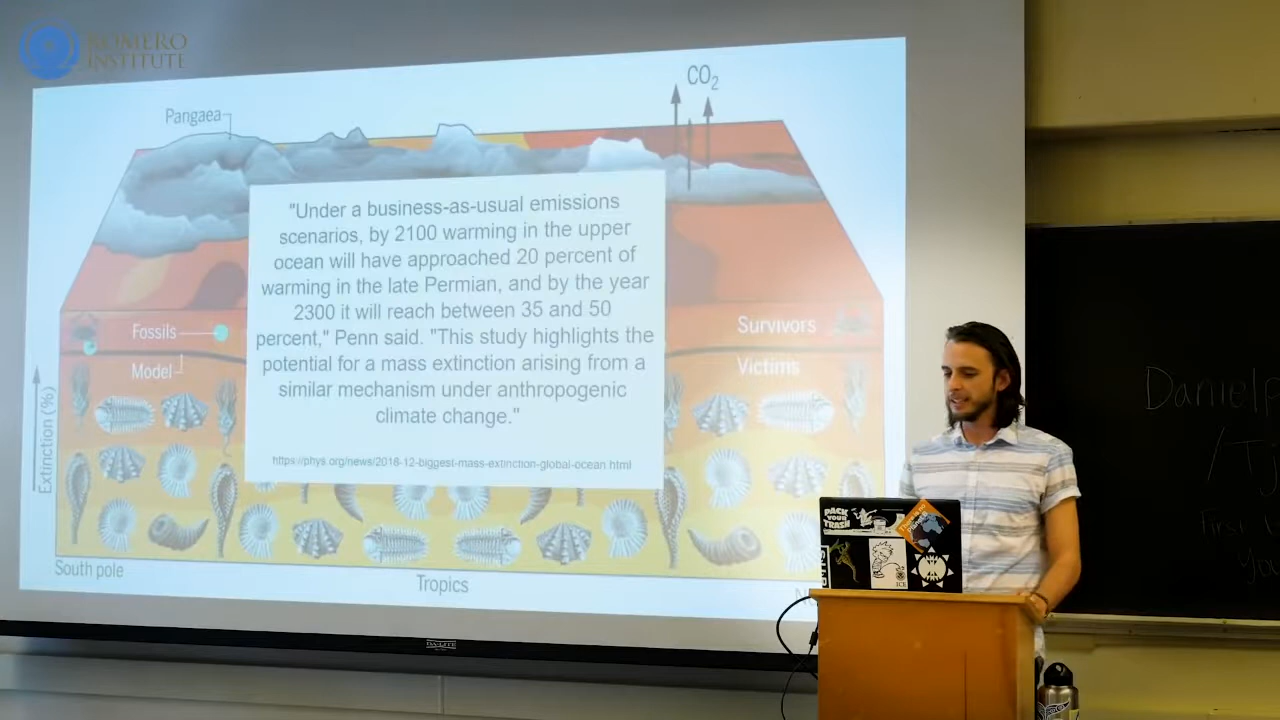 ROMERO
INSTITUTE
CO2
Pangaea
"Under a business-as-usual emissions
scenarios, by 2100 warming in the upper
ocean will have approached 20 percent of
warming in the late Permian, and by the year
2300 it will reach between 35 and 50
percent," Penn said. "This study highlights the
potential for a mass extinction arising from a
similar mechanism under anthropogenic
climate change."
https://phys.org/news/2018-12-biggest-mass-extinction-global-ocean.html
Fossils
Model
Survivors
Victims
Extinction (%)
South pole
Tropics
DA-LITE
PACK
YOUR
TRASH
ICE
First